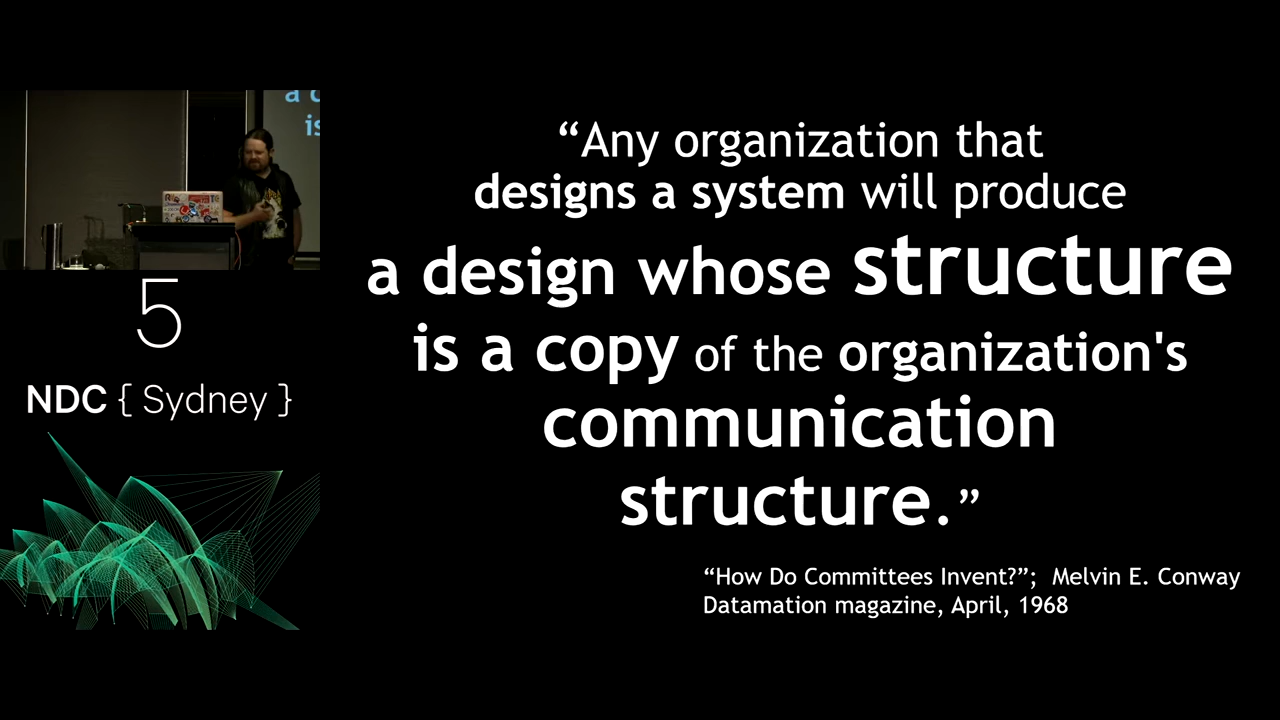 a d
is
5
NDC { Sydney }
“Any organization that
designs a system will produce
a design whose structure
is a copy of the organization's
communication
structure.”
“How Do Committees Invent?”; Melvin E. Conway
Datamation magazine, April, 1968